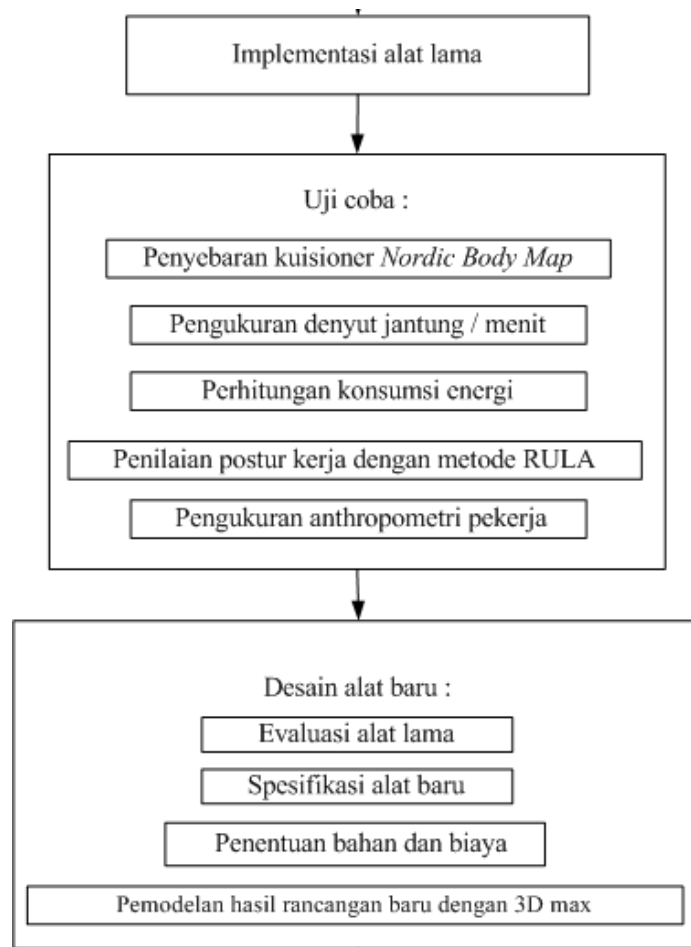 Implementasi alat lama
Uji coba :
Penyebaran kuisioner Nordic Body Map
Pengukuran denyut jantung / menit
Perhitungan konsumsi energi
Penilaian postur kerja dengan metode RULA
Pengukuran anthropometri pekerja
Desain alat baru :
Evaluasi alat lama
Spesifikasi alat baru
Penentuan bahan dan biaya
Pemodelan hasil rancangan baru dengan 3D max